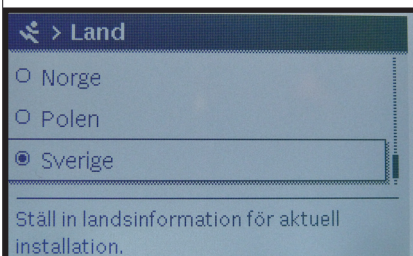 > Land
Norge
Polen
Sverige
Ställ in landsinformation för aktuell
installation.